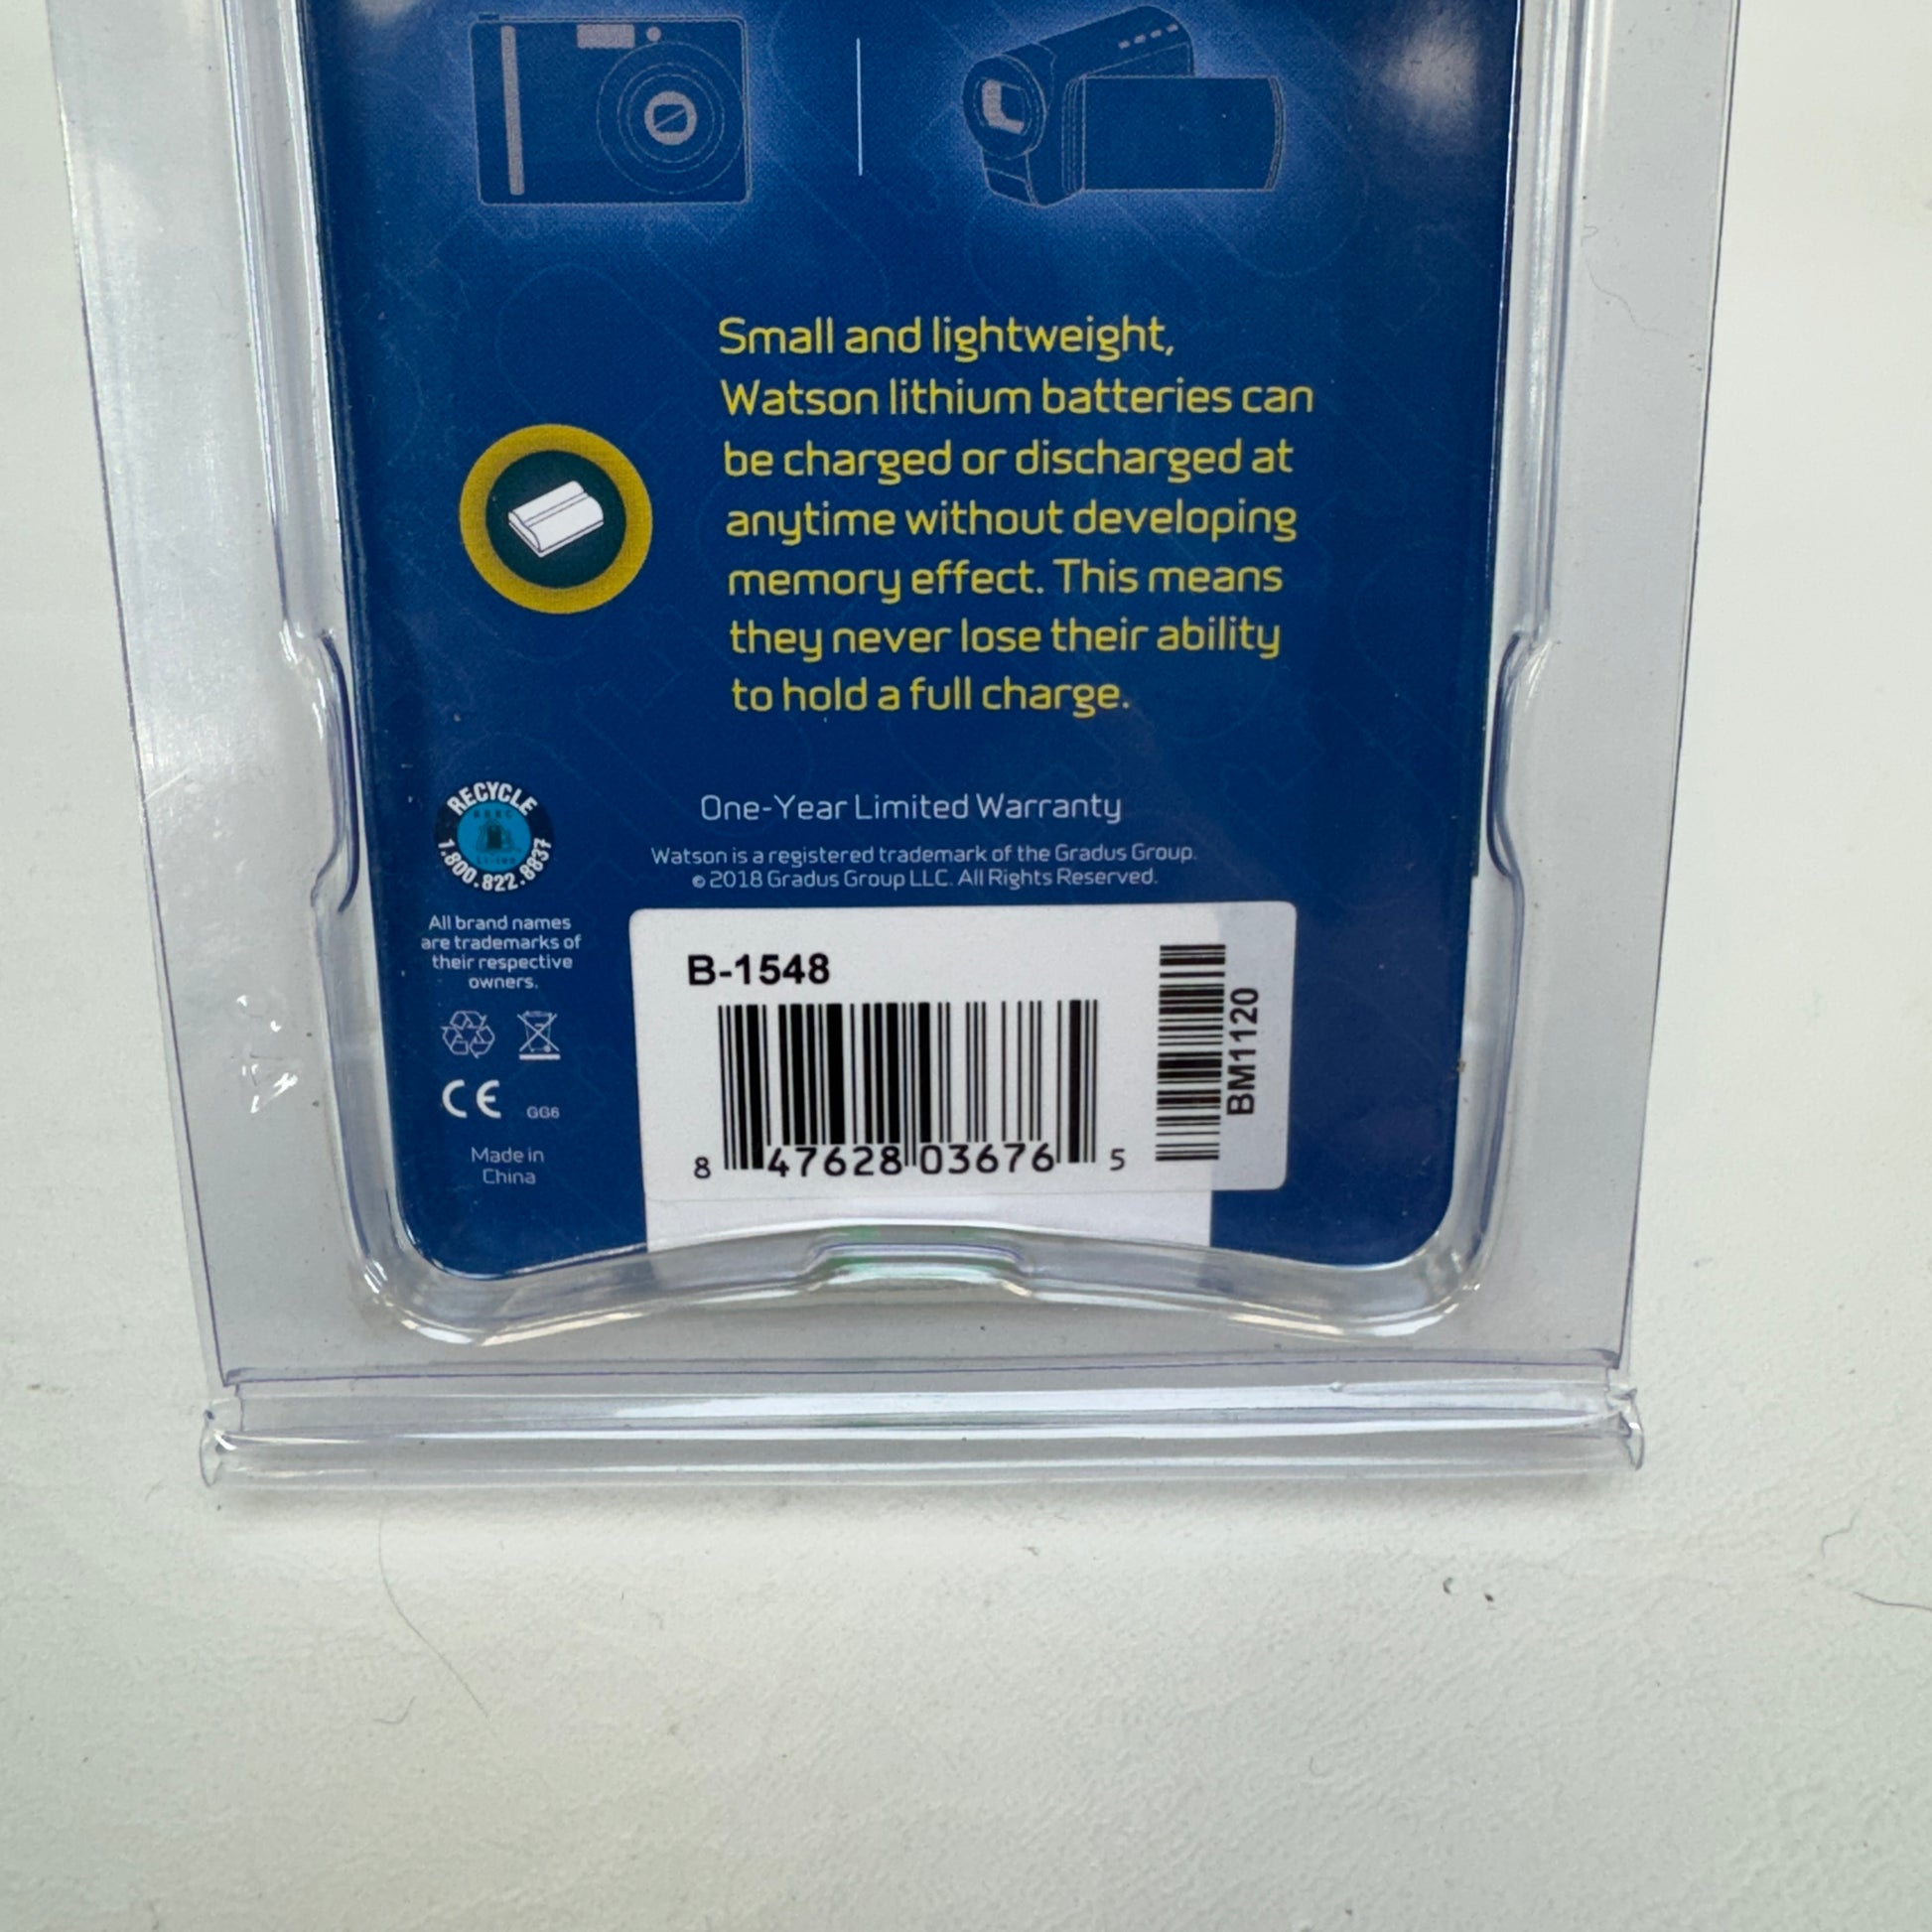 Small and lightweight,
Watson lithium batteries can
be charged or discharged at
anytime without developing
memory effect. This means
they never lose their ability
to hold a full charge.
RECYCLE
1.800.822.8837
One-Year Limited Warranty
Watson is a registered trademark of the Gradus Group.
© 2018 Gradus Group LLC. All Rights Reserved.
All brand names
are trademarks of
their respective
owners.
CE GG6
Made in
China
B-1548
8 47628 03676 5
BM1120